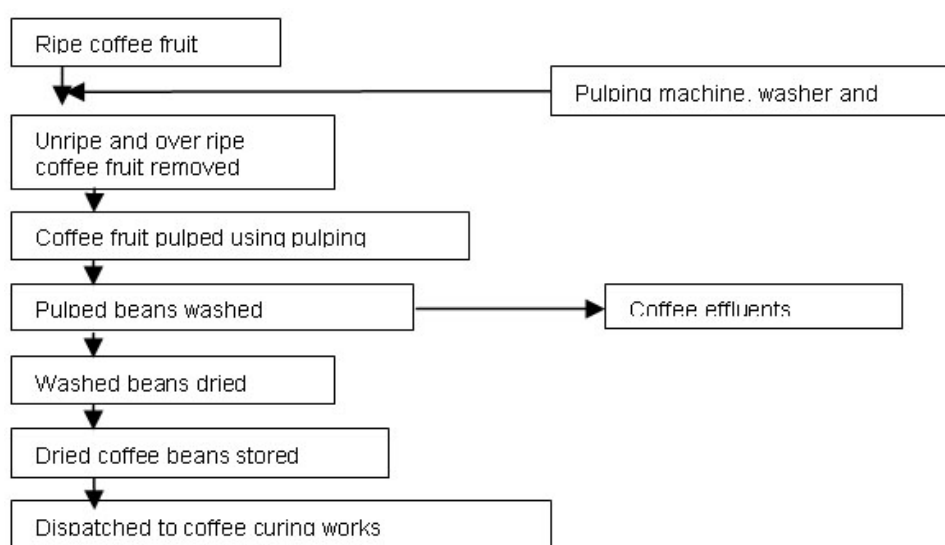 Ripe coffee fruit
Pulping machine, washer and
Unripe and over ripe
coffee fruit removed
Coffee fruit pulped using pulping
Pulped beans washed
Coffee effluents
Washed beans dried
Dried coffee beans stored
Dispatched to coffee curing works